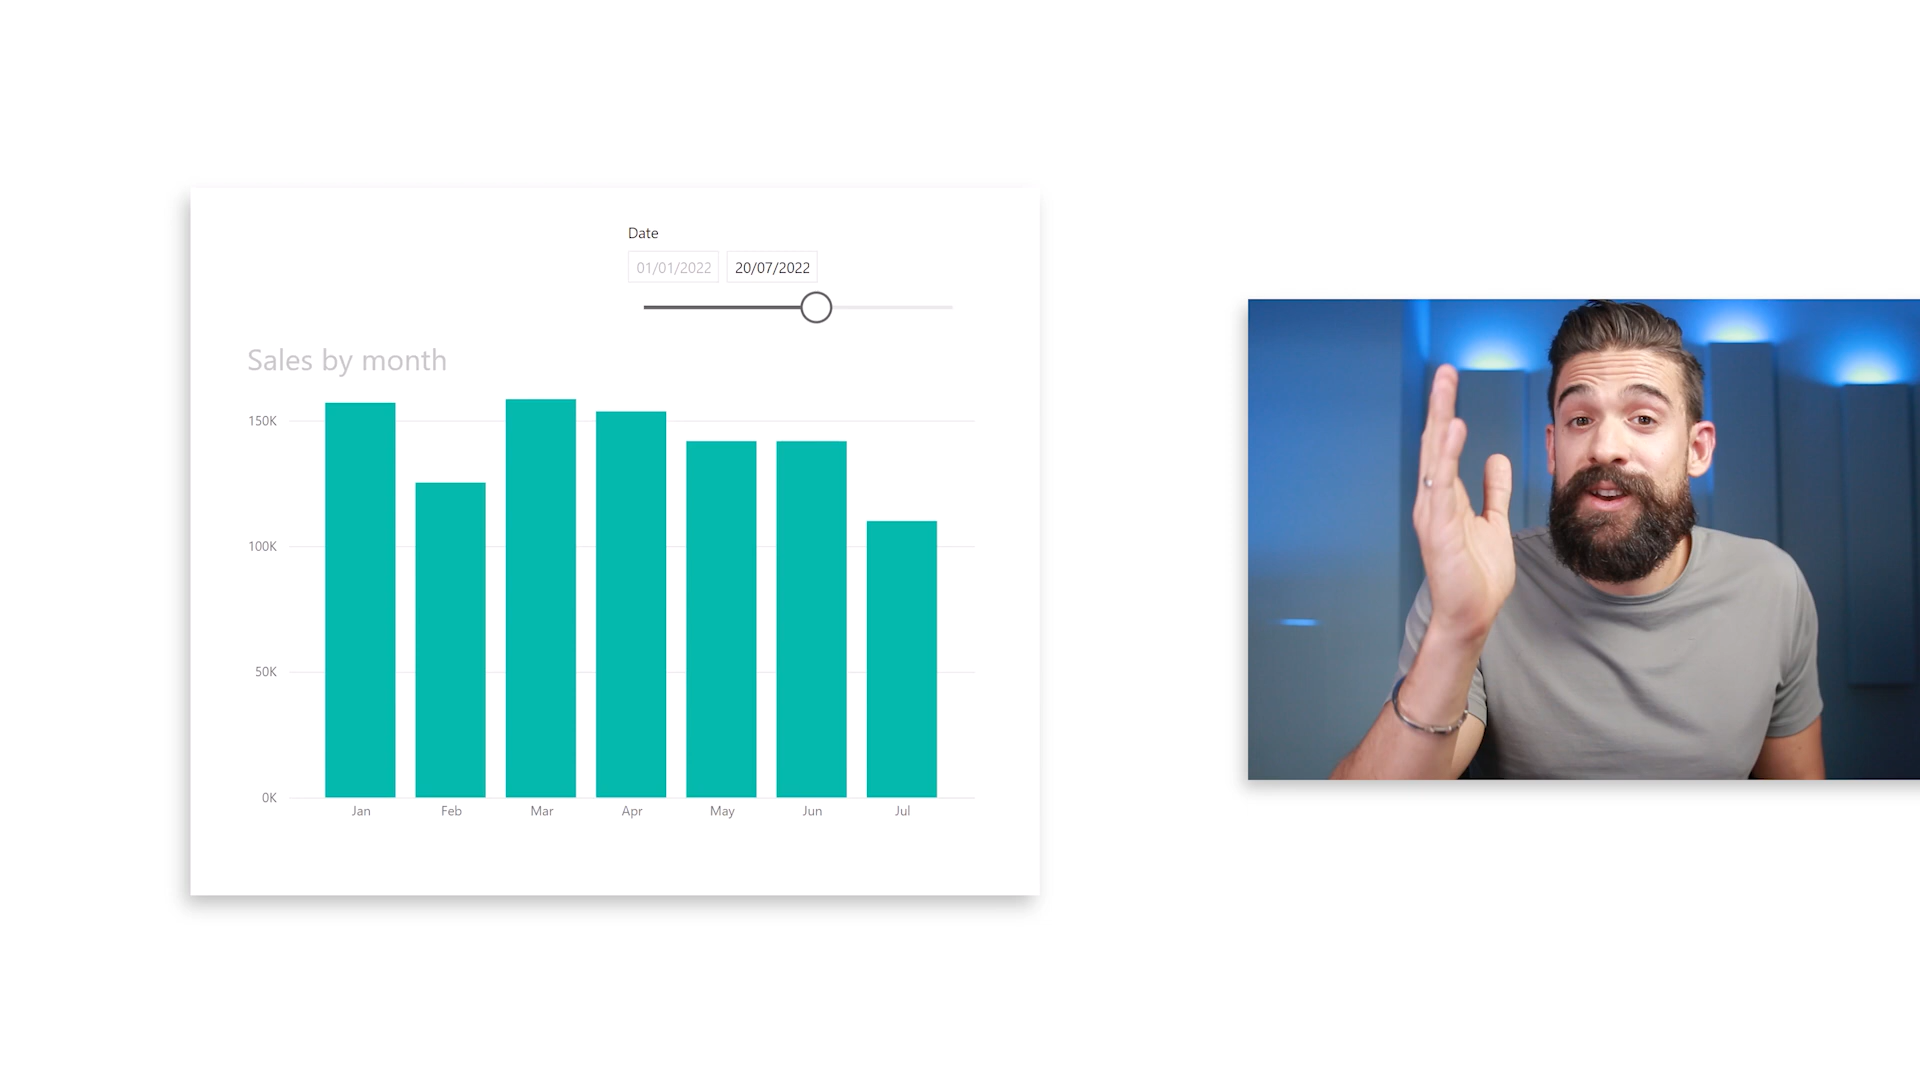 Date
01/01/2022 20/07/2022
Sales by month
150K
100K
50K
0K
Jan Feb Mar Apr May Jun Jul